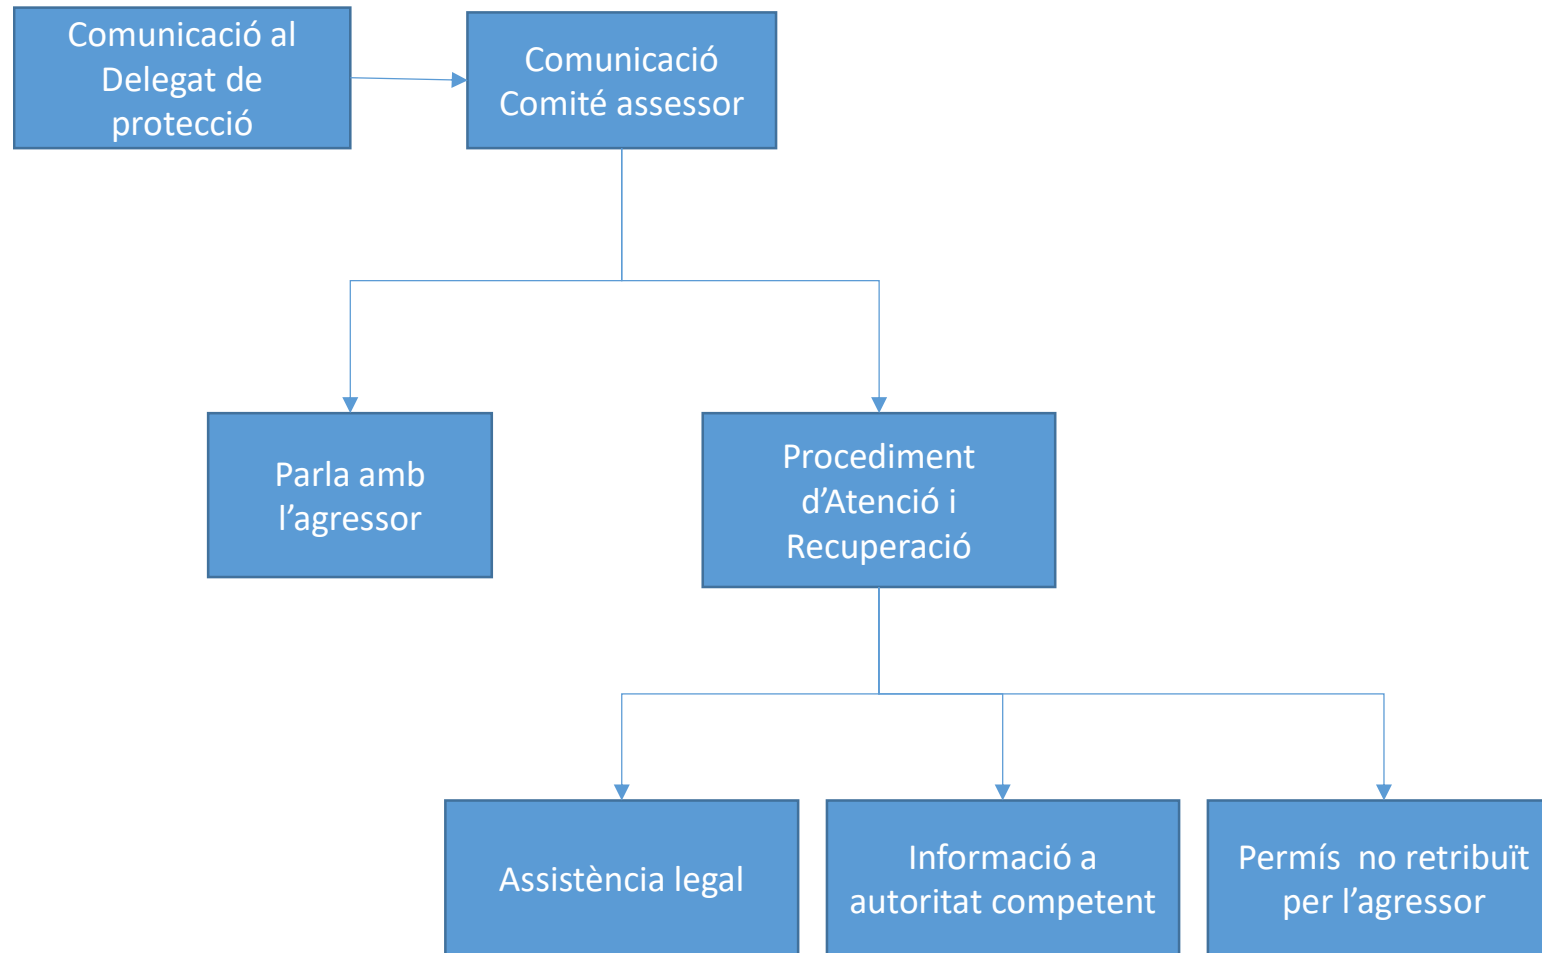 Comunicació al
Delegat de
protecció
Comunicació
Comité assessor
Parla amb
l’agressor
Procediment
d’Atenció i
Recuperació
Assistència legal
Informació a
autoritat competent
Permís  no retribuït
per l’agressor